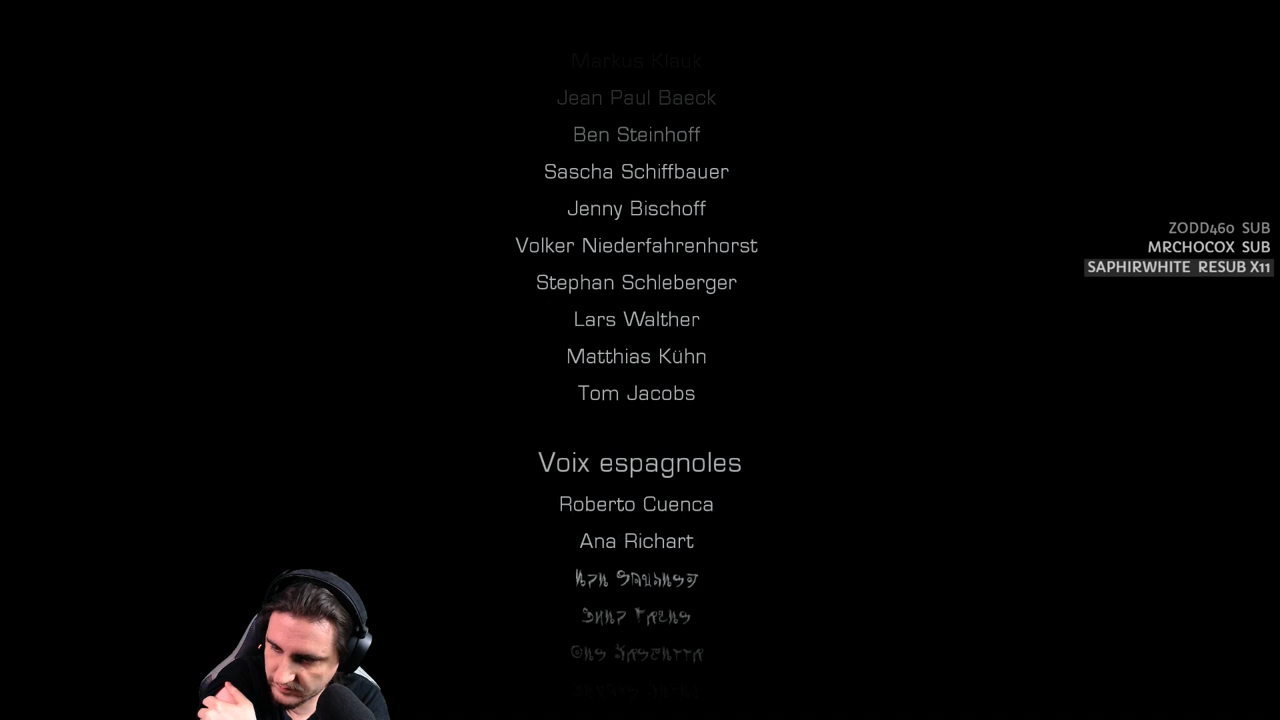 Markus Klauk
Jean Paul Baeck
Ben Steinhoff
Sascha Schiffbauer
Jenny Bischoff
Volker Niederfahrenhorst
Stephan Schleberger
Lars Walther
Matthias Kühn
Tom Jacobs
Voix espagnoles
Roberto Cuenca
Ana Richart
ZODD460 SUB
MRCHOCOX SUB
SAPHIRWHITE RESUB X11